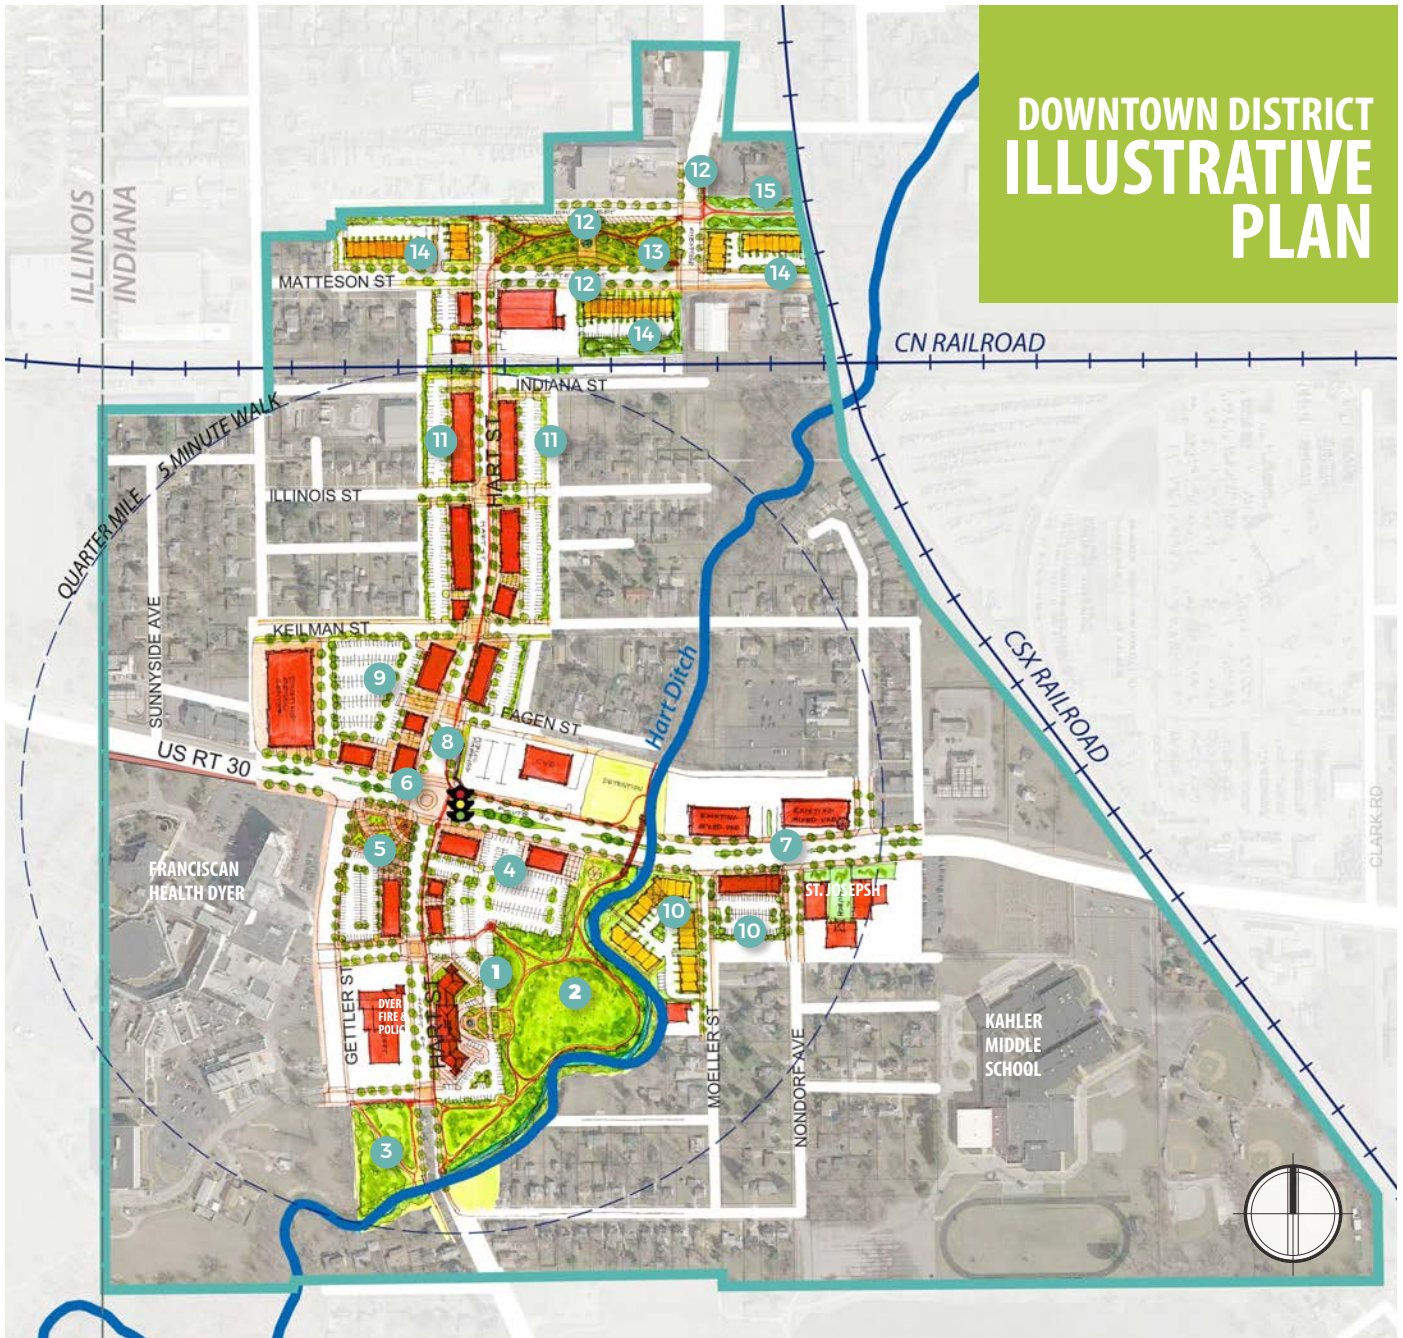 DOWNTOWN DISTRICT
ILLUSTRATIVE
PLAN
ILLINOIS
INDIANA
12
15
12
13
14
MATTESON ST
12
14
14
CN RAILROAD
INDIANA ST
QUARTER MILE 5 MINUTE WALK
11
HART ST
11
ILLINOIS ST
SUNNYSIDE AVE
KEILMAN ST
9
FAGEN ST
Hart Ditch
CSX RAILROAD
US RT 30
8
6
DETENTION
CLARK RD
7
5
4
FRANCISCAN
HEALTH DYER
ST. JOSEPSH
10
10
1
2
GETTLER ST
DYER
FIRE &
POLIC
HART ST
MOELLER ST
NONDORF AVE
KAHLER
MIDDLE
SCHOOL
3